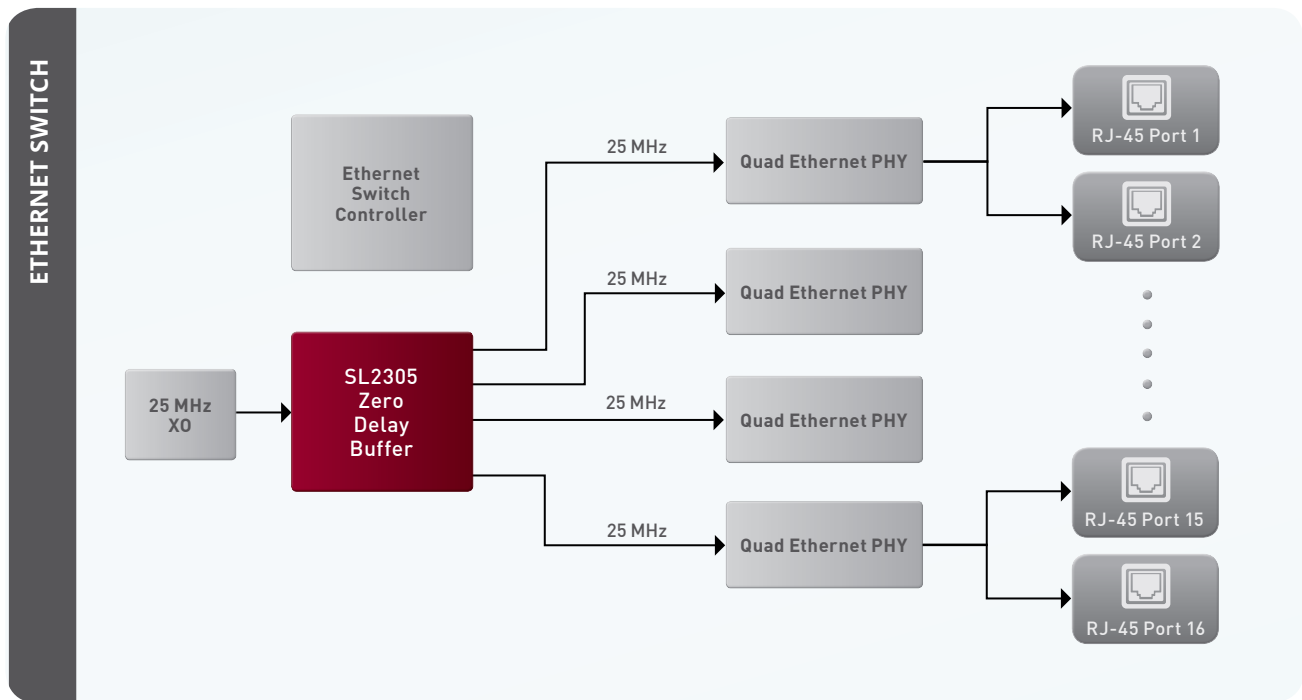 ETHERNET SWITCH
Ethernet
Switch
Controller
25 MHz
XO
SL2305
Zero
Delay
Buffer
25 MHz
Quad Ethernet PHY
25 MHz
Quad Ethernet PHY
25 MHz
Quad Ethernet PHY
25 MHz
Quad Ethernet PHY
RJ-45 Port 1
RJ-45 Port 2
RJ-45 Port 15
RJ-45 Port 16